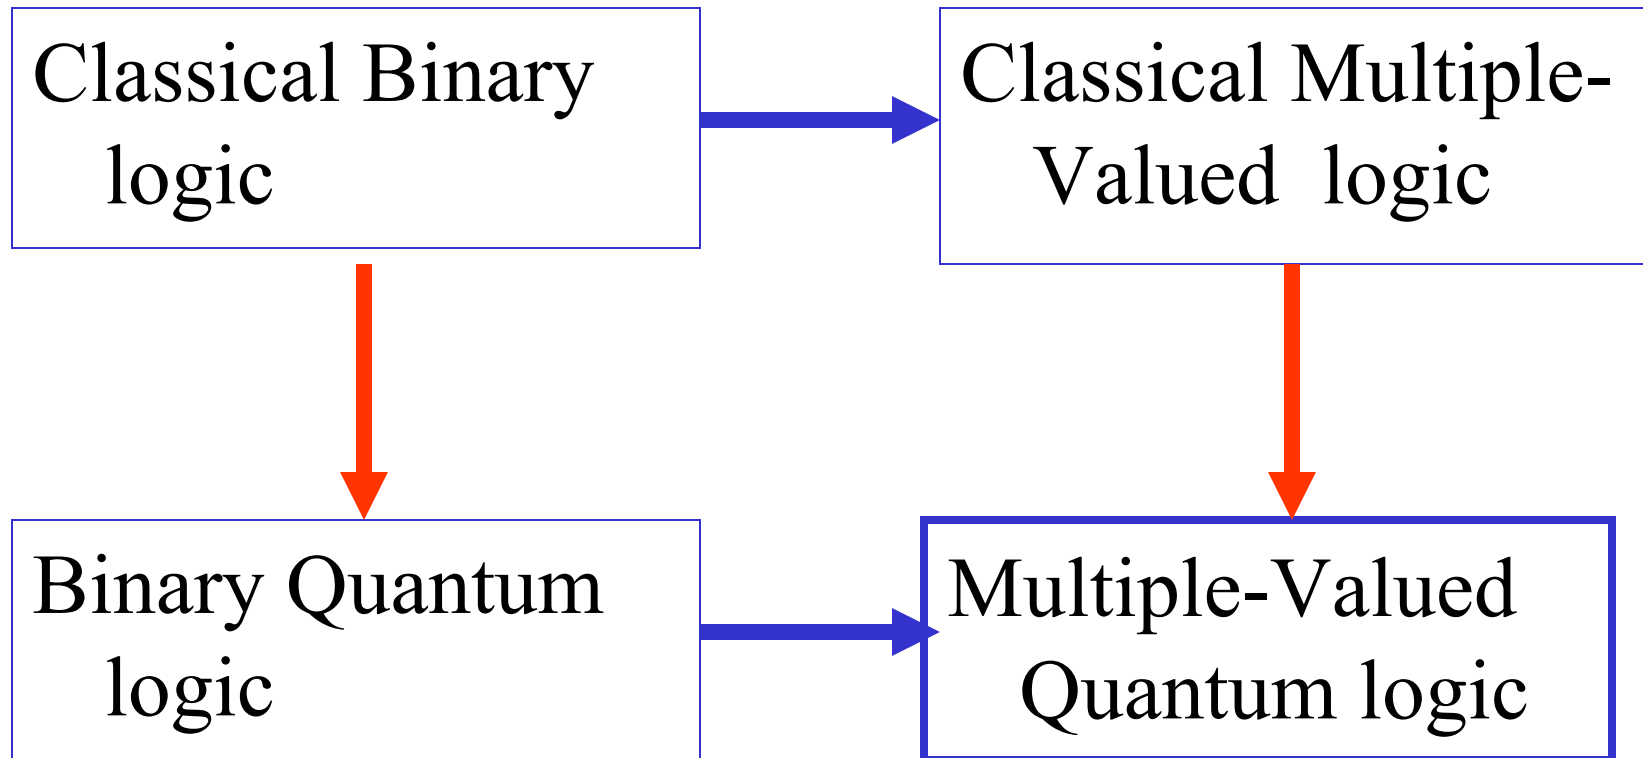 Classical Binary
logic
Classical Multiple-
Valued logic
Binary Quantum
logic
Multiple-Valued
Quantum logic